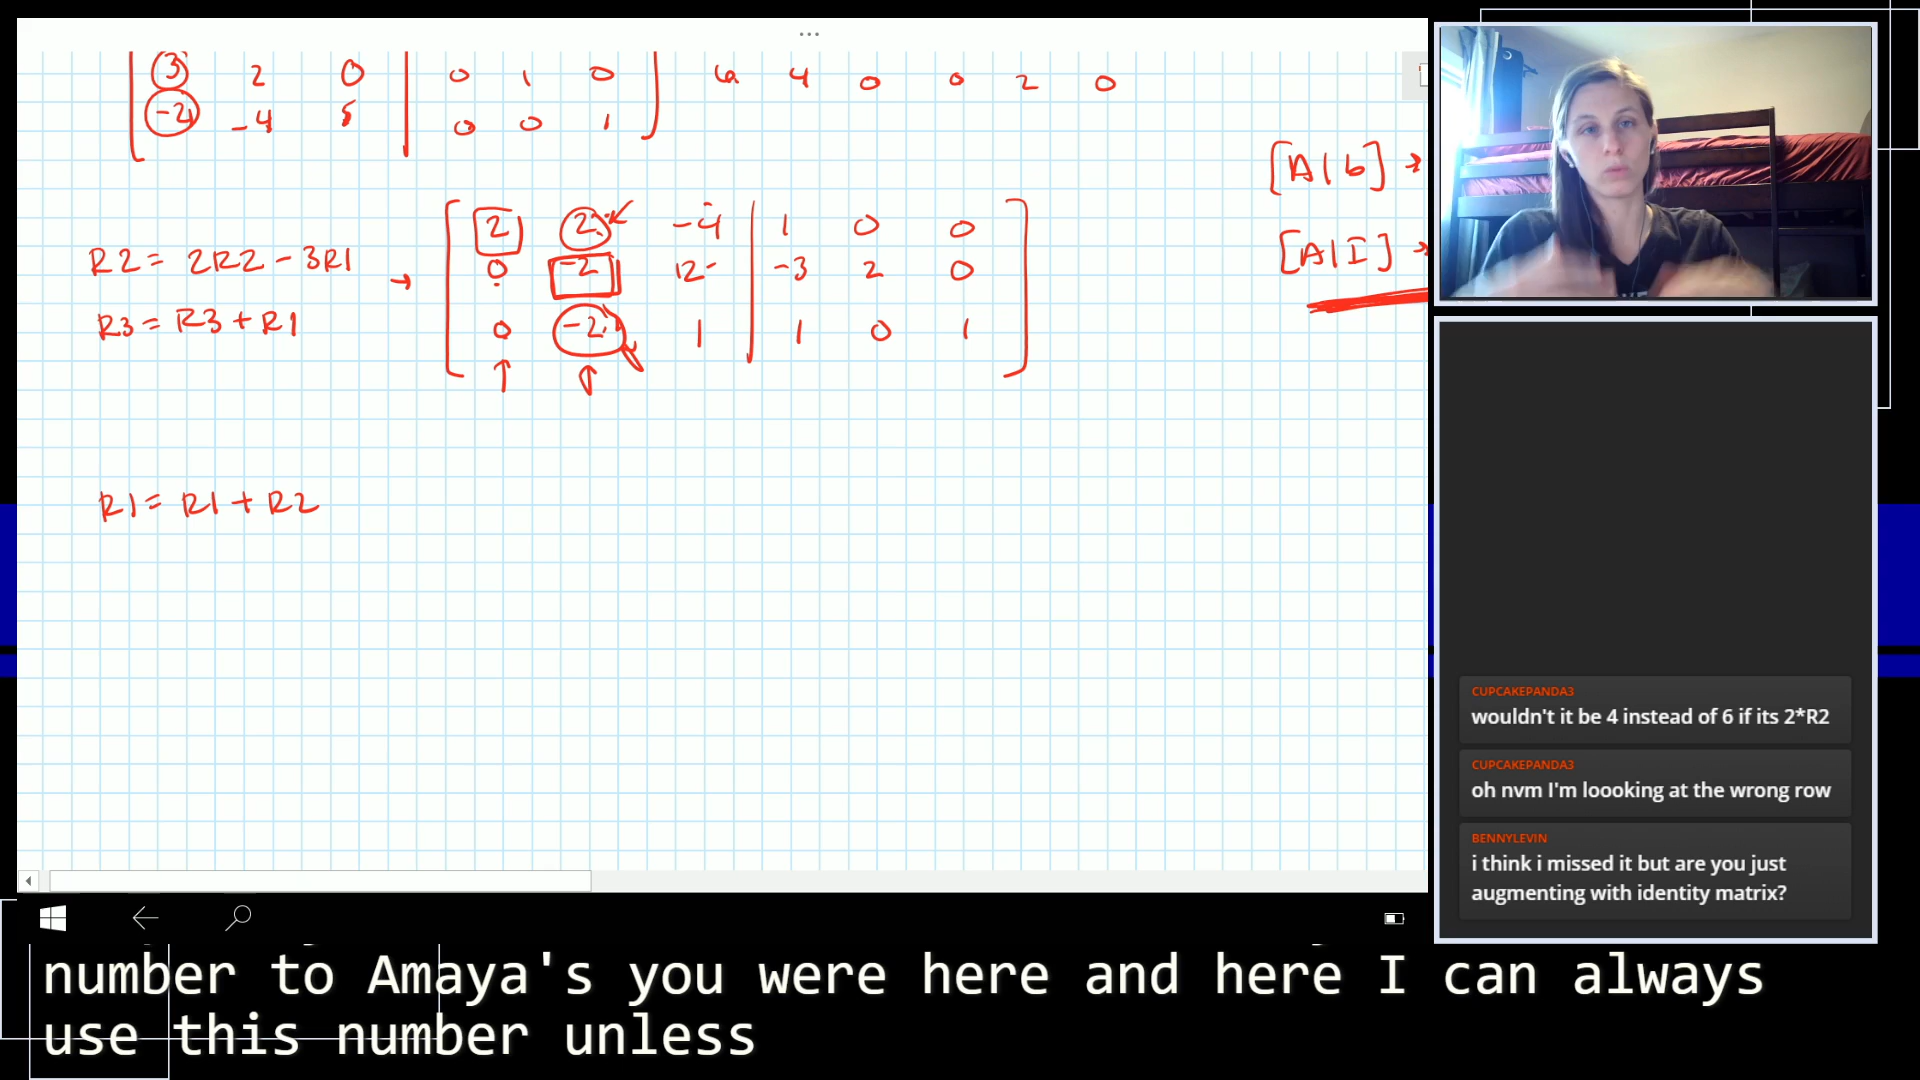 3 2 0 | 0 1 0 ] 6 4 0 0 2 0
-2 -4 5 | 0 0 1
[A|b] →
[A|I] →
2 2 -4 | 1 0 0
R2 = 2R2 - 3R1 → 0 -2 12 | -3 2 0
R3 = R3 + R1 0 -2 1 | 1 0 1
R1 = R1 + R2
CUPCAKEPANDA3
wouldn't it be 4 instead of 6 if its 2*R2
CUPCAKEPANDA3
oh nvm I'm loooking at the wrong row
BENNYLEVIN
i think i missed it but are you just
augmenting with identity matrix?
number to Amaya's you were here and here I can always
use this number unless